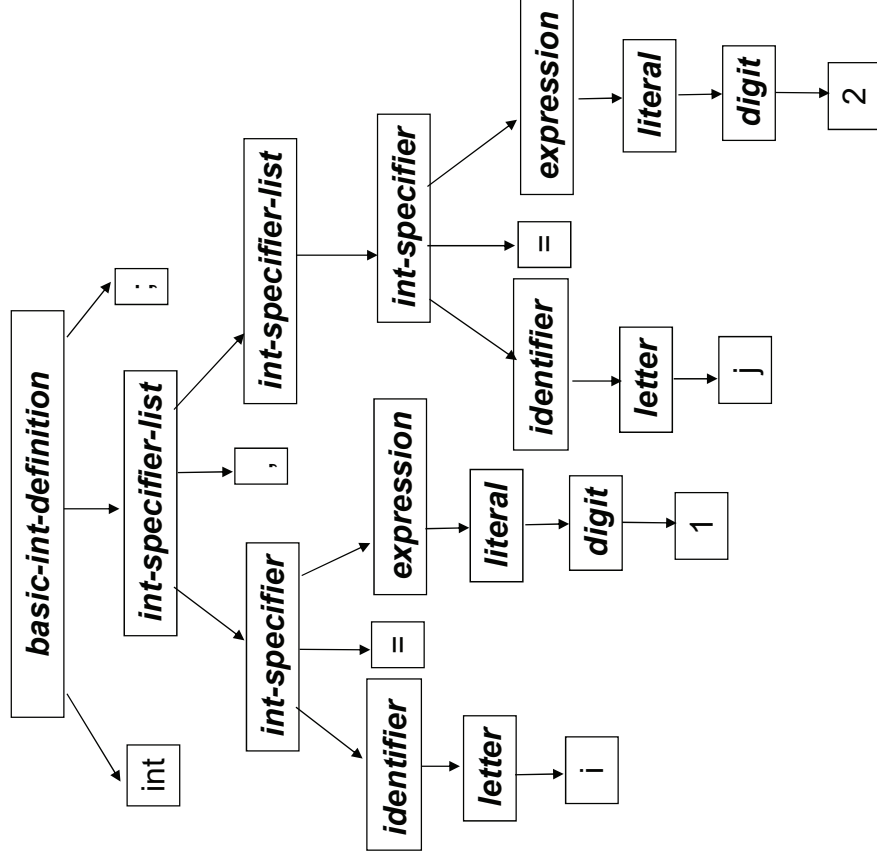 basic-int-definition
int
int-specifier-list
;
int-specifier
,
int-specifier-list
identifier
=
expression
int-specifier
letter
literal
identifier
=
expression
i
digit
letter
literal
1
j
digit
2